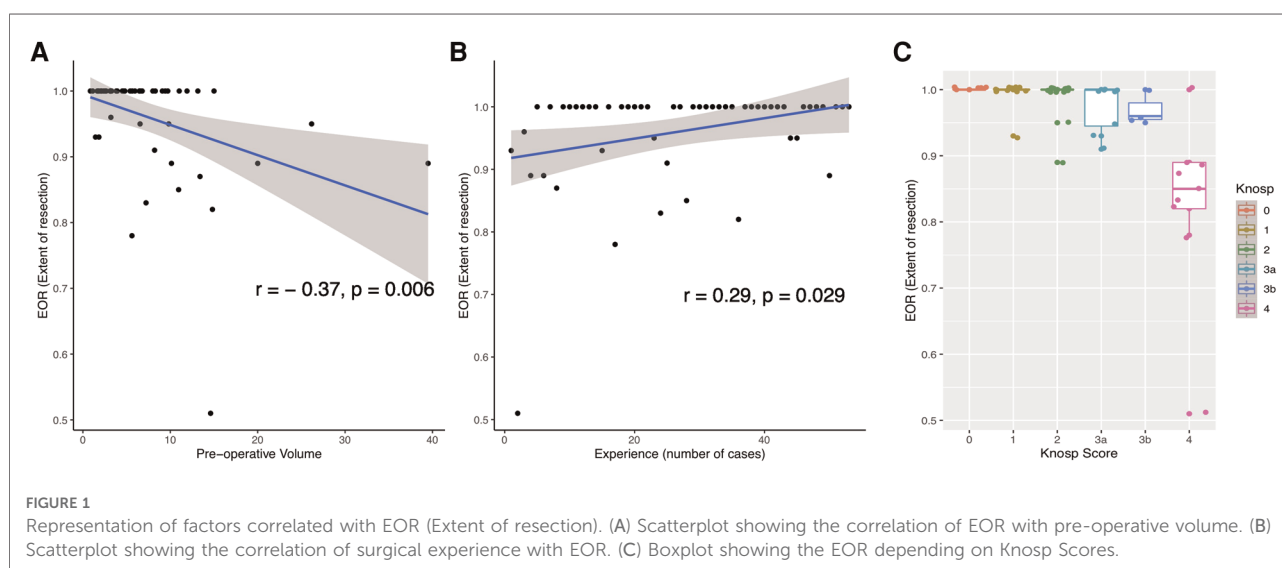 A
EOR (Extent of resection)
1.0
0.9
0.8
0.7
0.6
0.5
r = − 0.37, p = 0.006
0
10
20
30
40
Pre−operative Volume
B
EOR (Extent of resection)
1.0
0.9
0.8
0.7
0.6
0.5
r = 0.29, p = 0.029
0
20
40
Experience (number of cases)
C
EOR (Extent of resection)
1.0
0.9
0.8
0.7
0.6
0.5
0
1
2
3a
3b
4
Knosp Score
Knosp
0
1
2
3a
3b
4
FIGURE 1
Representation of factors correlated with EOR (Extent of resection). (A) Scatterplot showing the correlation of EOR with pre-operative volume. (B)
Scatterplot showing the correlation of surgical experience with EOR. (C) Boxplot showing the EOR depending on Knosp Scores.